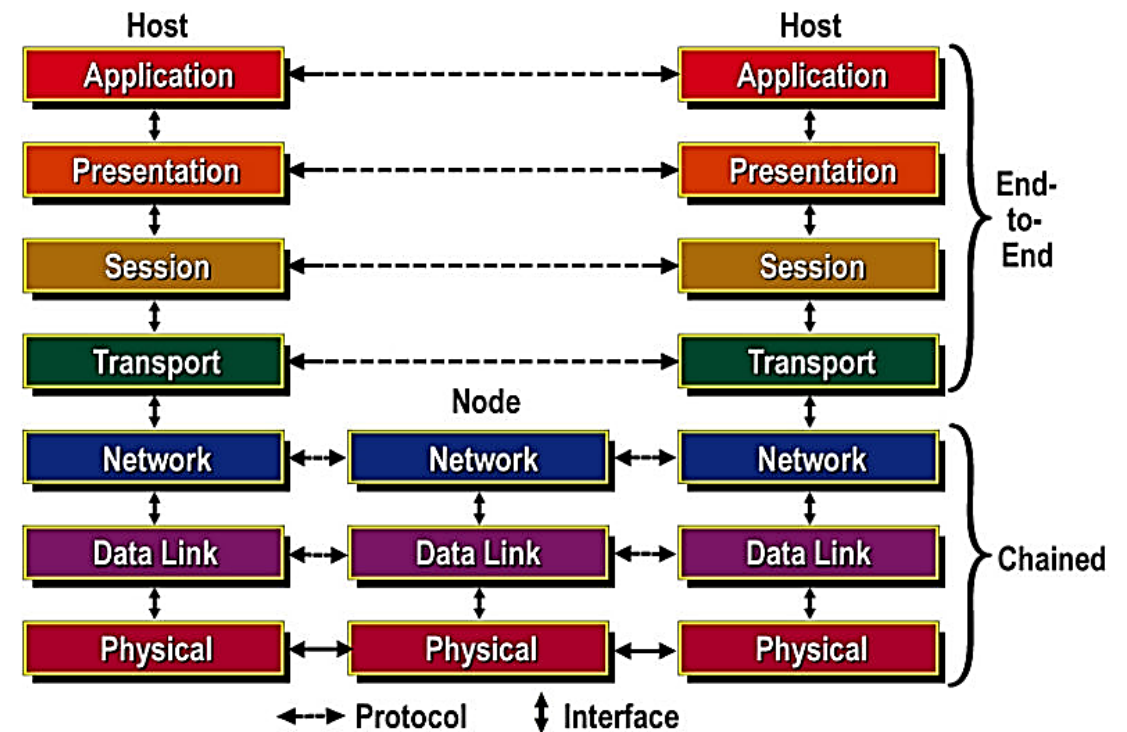 Host Host
Application Application
Presentation Presentation
End-
to-
End
Session Session
Transport Transport
Node
Network Network Network
Data Link Data Link Data Link
Chained
Physical Physical Physical
Protocol Interface